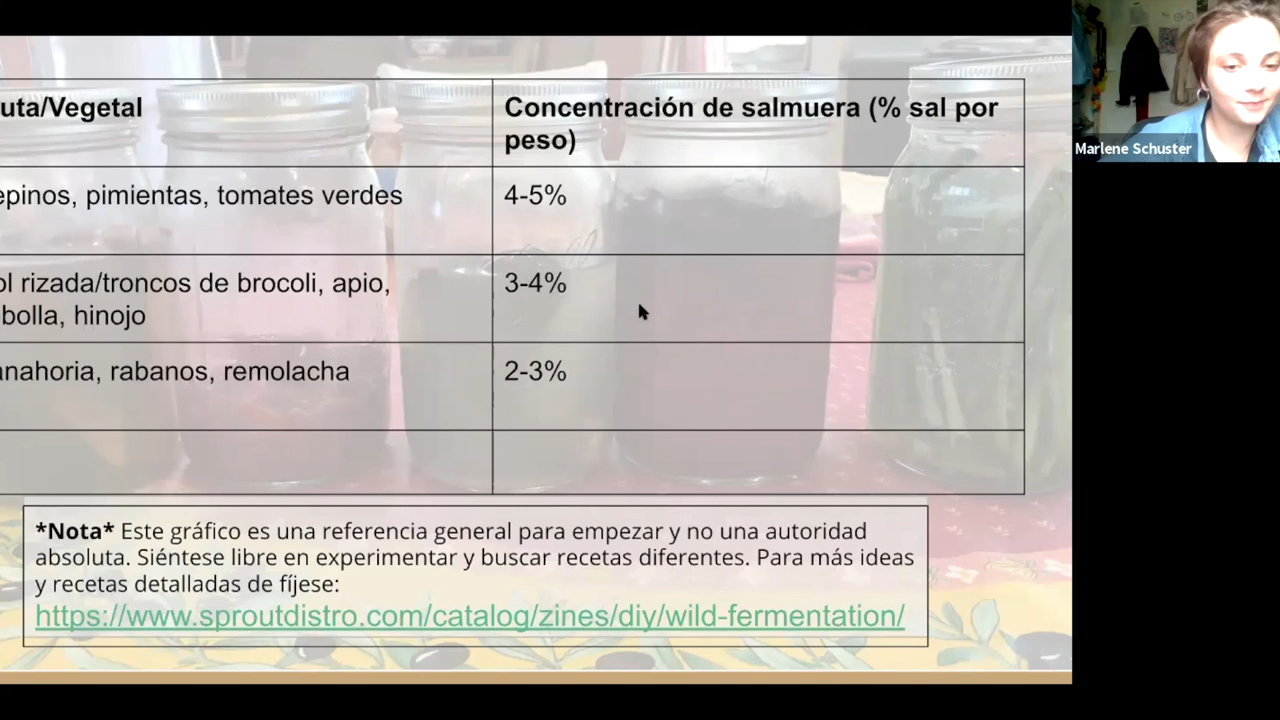 uta/Vegetal
Concentración de salmuera (% sal por
peso)
epinos, pimientas, tomates verdes
4-5%
ol rizada/troncos de brocoli, apio,
bolla, hinojo
3-4%
anahoria, rabanos, remolacha
2-3%
*Nota* Este gráfico es una referencia general para empezar y no una autoridad
absoluta. Siéntese libre en experimentar y buscar recetas diferentes. Para más ideas
y recetas detalladas de fíjese:
https://www.sproutdistro.com/catalog/zines/diy/wild-fermentation/
Marlene Schuster